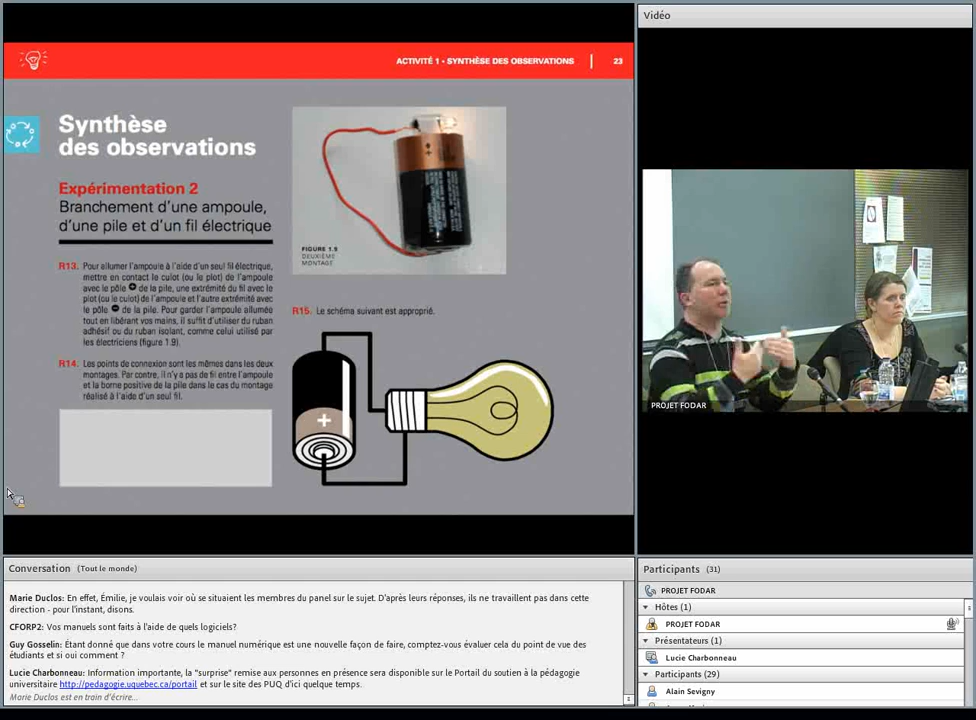 ACTIVITÉ 1 - SYNTHÈSE DES OBSERVATIONS | 23
Synthèse
des observations
Expérimentation 2
Branchement d'une ampoule,
d'une pile et d'un fil électrique
R13. Pour allumer l'ampoule à l'aide d'un seul fil électrique,
mettre en contact le culot (ou le plot) de l'ampoule
avec le pôle + de la pile, une extrémité du fil avec le
plot (ou le culot) de l'ampoule et l'autre extrémité avec
le pôle - de la pile. Pour garder l'ampoule allumée
tout en libérant vos mains, il suffit d'utiliser du ruban
adhésif ou du ruban isolant, comme celui utilisé par
les électriciens (figure 1.9).
R14. Les points de connexion sont les mêmes dans les deux
montages. Par contre, il n'y a pas de fil entre l'ampoule
et la borne positive de la pile dans le cas du montage
réalisé à l'aide d'un seul fil.
+
FIGURE 1.9
DEUXIÈME
MONTAGE
R15. Le schéma suivant est approprié.
+
Vidéo
PROJET FODAR
Conversation (Tout le monde)
Marie Duclos: En effet, Émilie, je voulais voir où se situaient les membres du panel sur le sujet. D'après leurs réponses, ils ne travaillent pas dans cette
direction - pour l'instant, disons.
CFORP2: Vos manuels sont faits à l'aide de quels logiciels?
Guy Gosselin: Étant donné que dans votre cours le manuel numérique est une nouvelle façon de faire, comptez-vous évaluer cela du point de vue des
étudiants et si oui comment ?
Lucie Charbonneau: Information importante, la "surprise" remise aux personnes en présence sera disponible sur le Portail du soutien à la pédagogie
universitaire http://pedagogie.uquebec.ca/portail et sur le site des PUQ d'ici quelque temps.
Marie Duclos est en train d'écrire...
Participants (31)
PROJET FODAR
Hôtes (1)
PROJET FODAR
Présentateurs (1)
Lucie Charbonneau
Participants (29)
Alain Sevigny